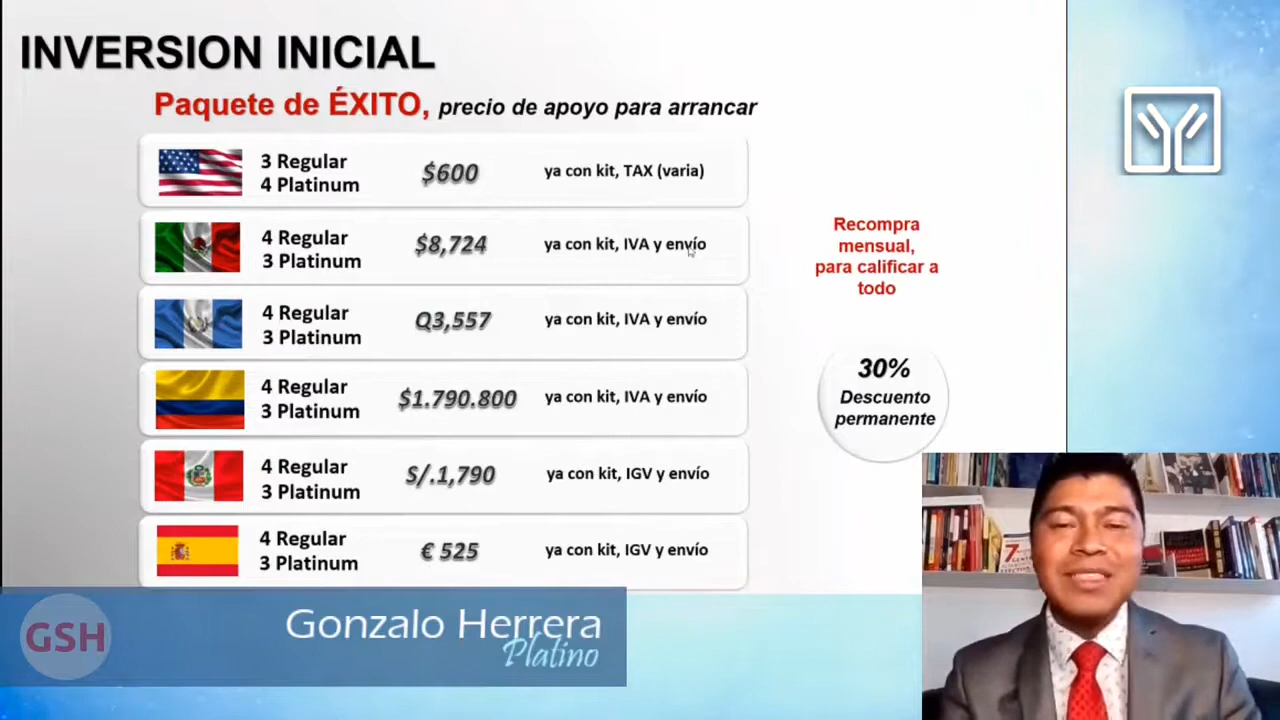 INVERSION INICIAL
Paquete de ÉXITO, precio de apoyo para arrancar
3 Regular
4 Platinum
$600
ya con kit, TAX (varia)
4 Regular
3 Platinum
$8,724
ya con kit, IVA y envío
4 Regular
3 Platinum
Q3,557
ya con kit, IVA y envío
4 Regular
3 Platinum
$1.790.800
ya con kit, IVA y envío
4 Regular
3 Platinum
S/.1,790
ya con kit, IGV y envío
4 Regular
3 Platinum
€ 525
ya con kit, IGV y envío
Recompra
mensual,
para calificar a
todo
30%
Descuento
permanente
GSH
Gonzalo Herrera
Platino